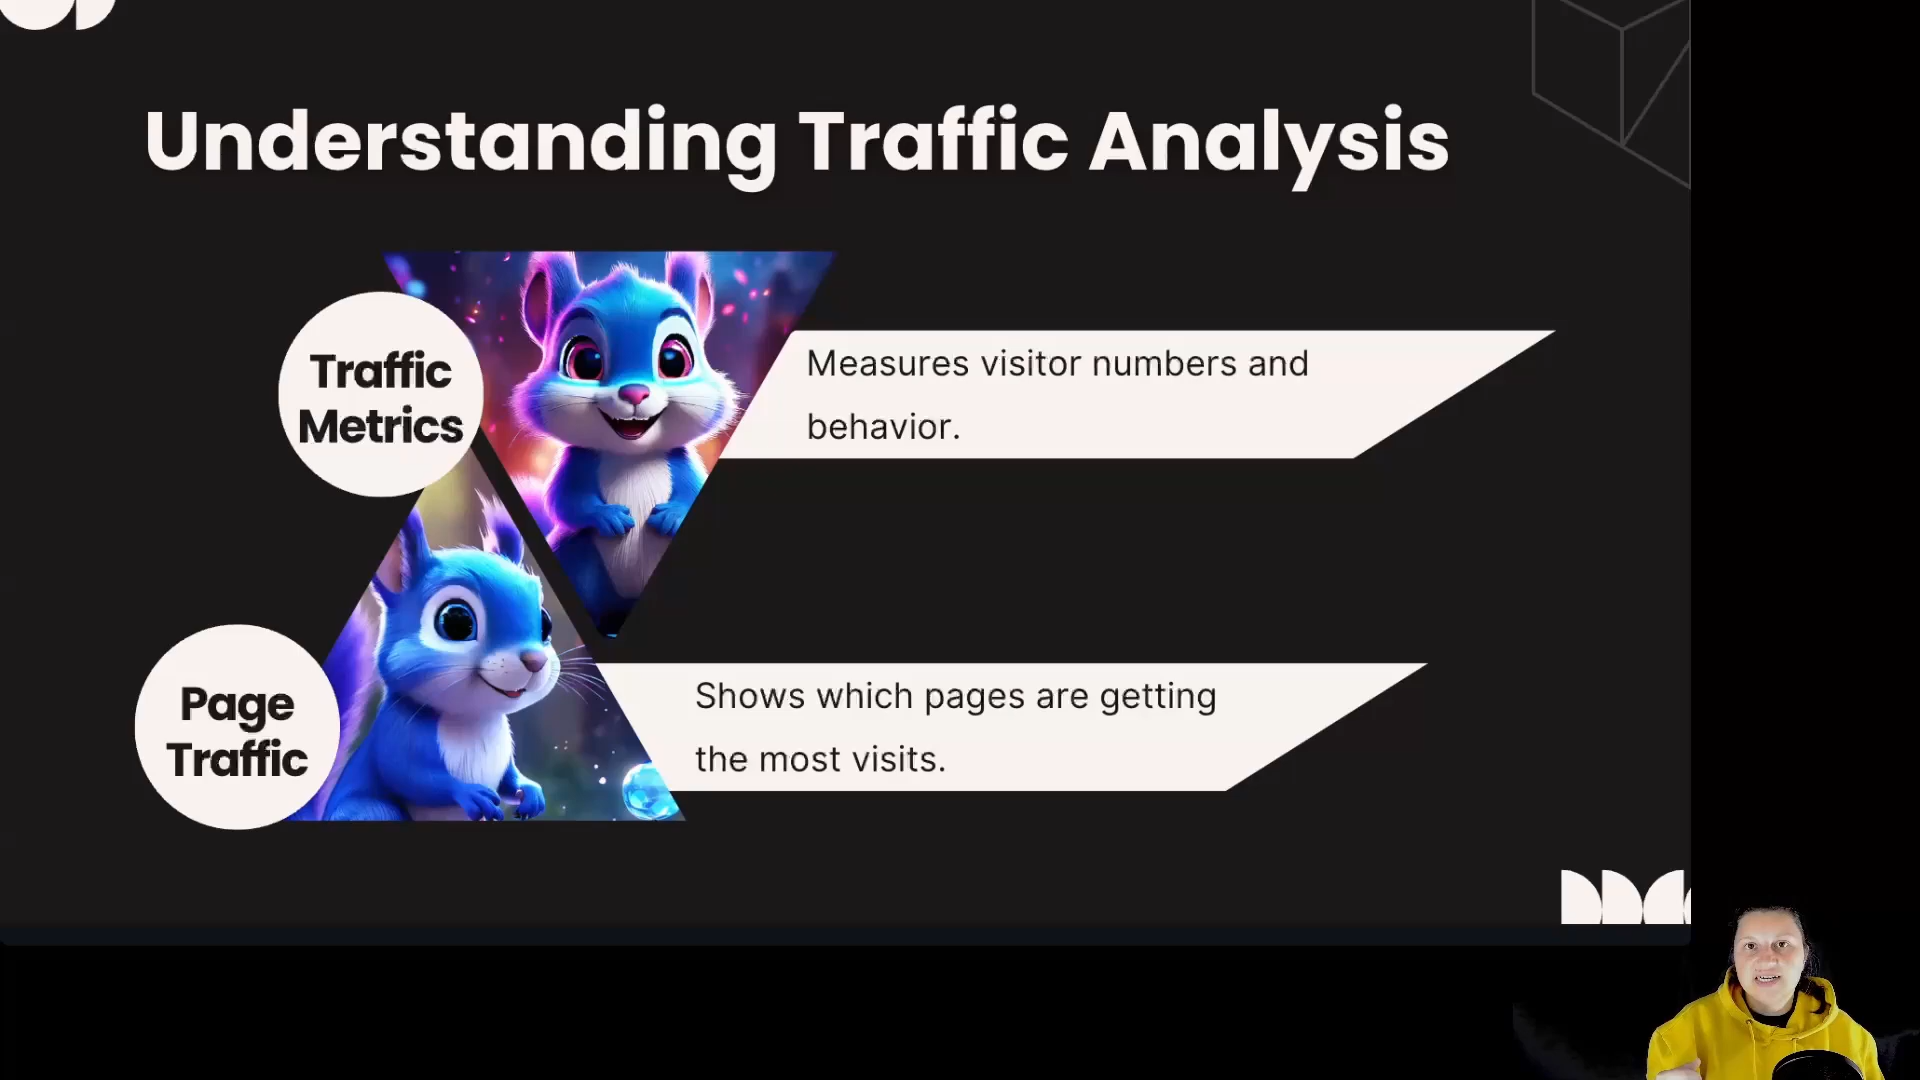 Understanding Traffic Analysis
Traffic
Metrics
Measures visitor numbers and
behavior.
Page
Traffic
Shows which pages are getting
the most visits.